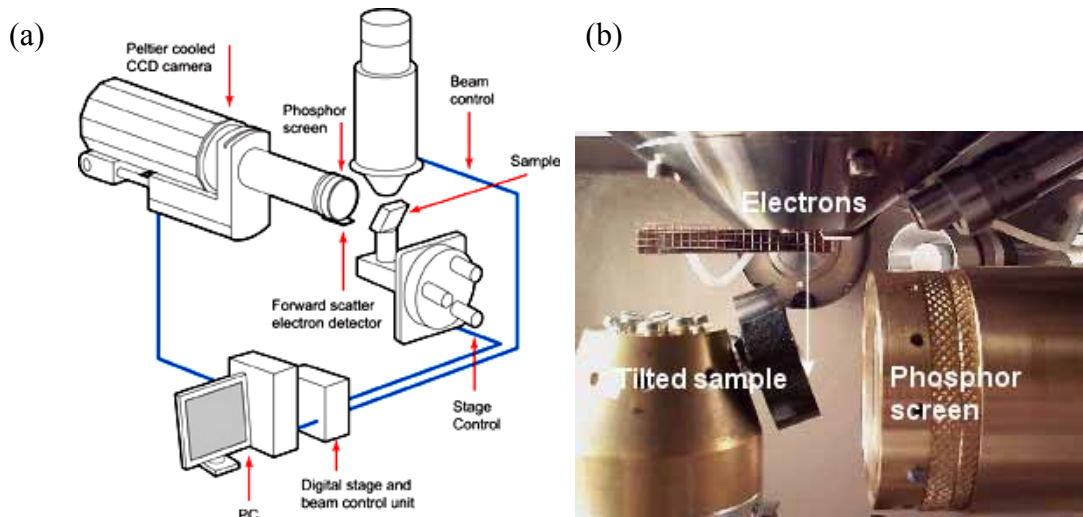 (a)
Peltier cooled
CCD camera
Phosphor
screen
Beam
control
Sample
Forward scatter
electron detector
Stage
Control
Digital stage and
beam control unit
PC
(b)
Electrons
Tilted sample
Phosphor
screen